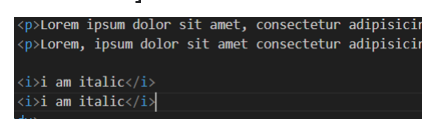 <p>Lorem ipsum dolor sit amet, consectetur adipisicin
<p>Lorem, ipsum dolor sit amet consectetur adipisicin
<i>i am italic</i>
<i>i am italic</i>